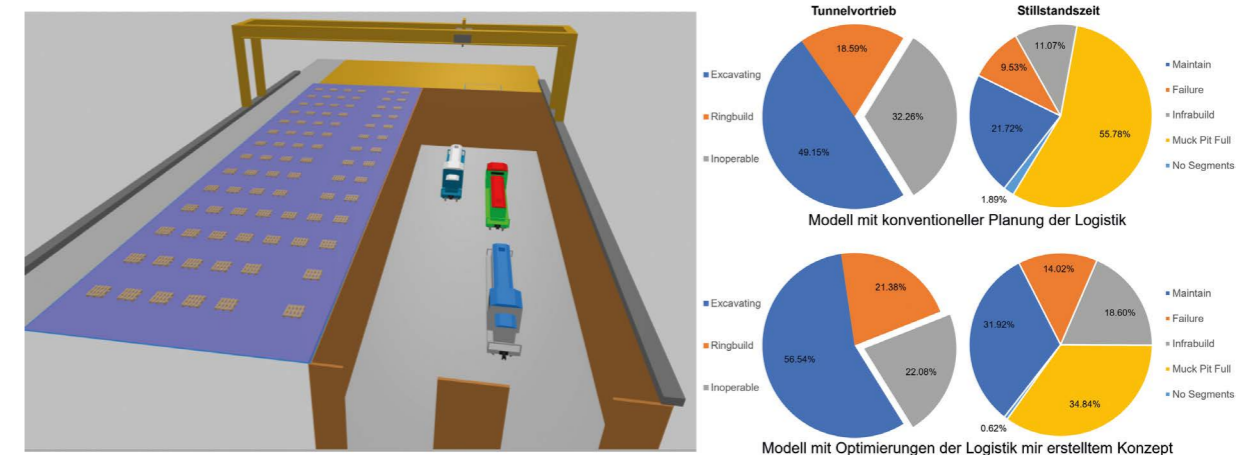 Tunnelvortrieb
Stillstandszeit
18.59%
32.26%
49.15%
Excavating
Ringbuild
Inoperable
11.07%
9.53%
21.72%
55.78%
1.89%
Maintain
Failure
Infrabuild
Muck Pit Full
No Segments
Modell mit konventioneller Planung der Logistik
21.38%
56.54%
22.08%
Excavating
Ringbuild
Inoperable
14.02%
18.60%
31.92%
34.84%
0.62%
Maintain
Failure
Infrabuild
Muck Pit Full
No Segments
Modell mit Optimierungen der Logistik mir erstelltem Konzept